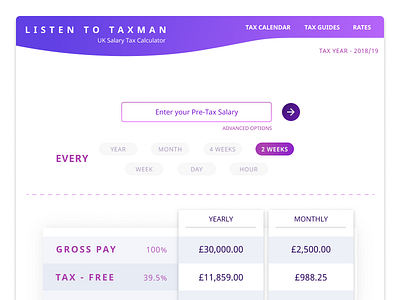 LISTEN TO TAXMAN
UK Salary Tax Calculator
TAX CALENDAR TAX GUIDES RATES
TAX YEAR - 2018/19
Enter your Pre-Tax Salary
ADVANCED OPTIONS
EVERY
YEAR MONTH 4 WEEKS 2 WEEKS
WEEK DAY HOUR
YEARLY MONTHLY
GROSS PAY 100% £30,000.00 £2,500.00
TAX - FREE 39.5% £11,859.00 £988.25